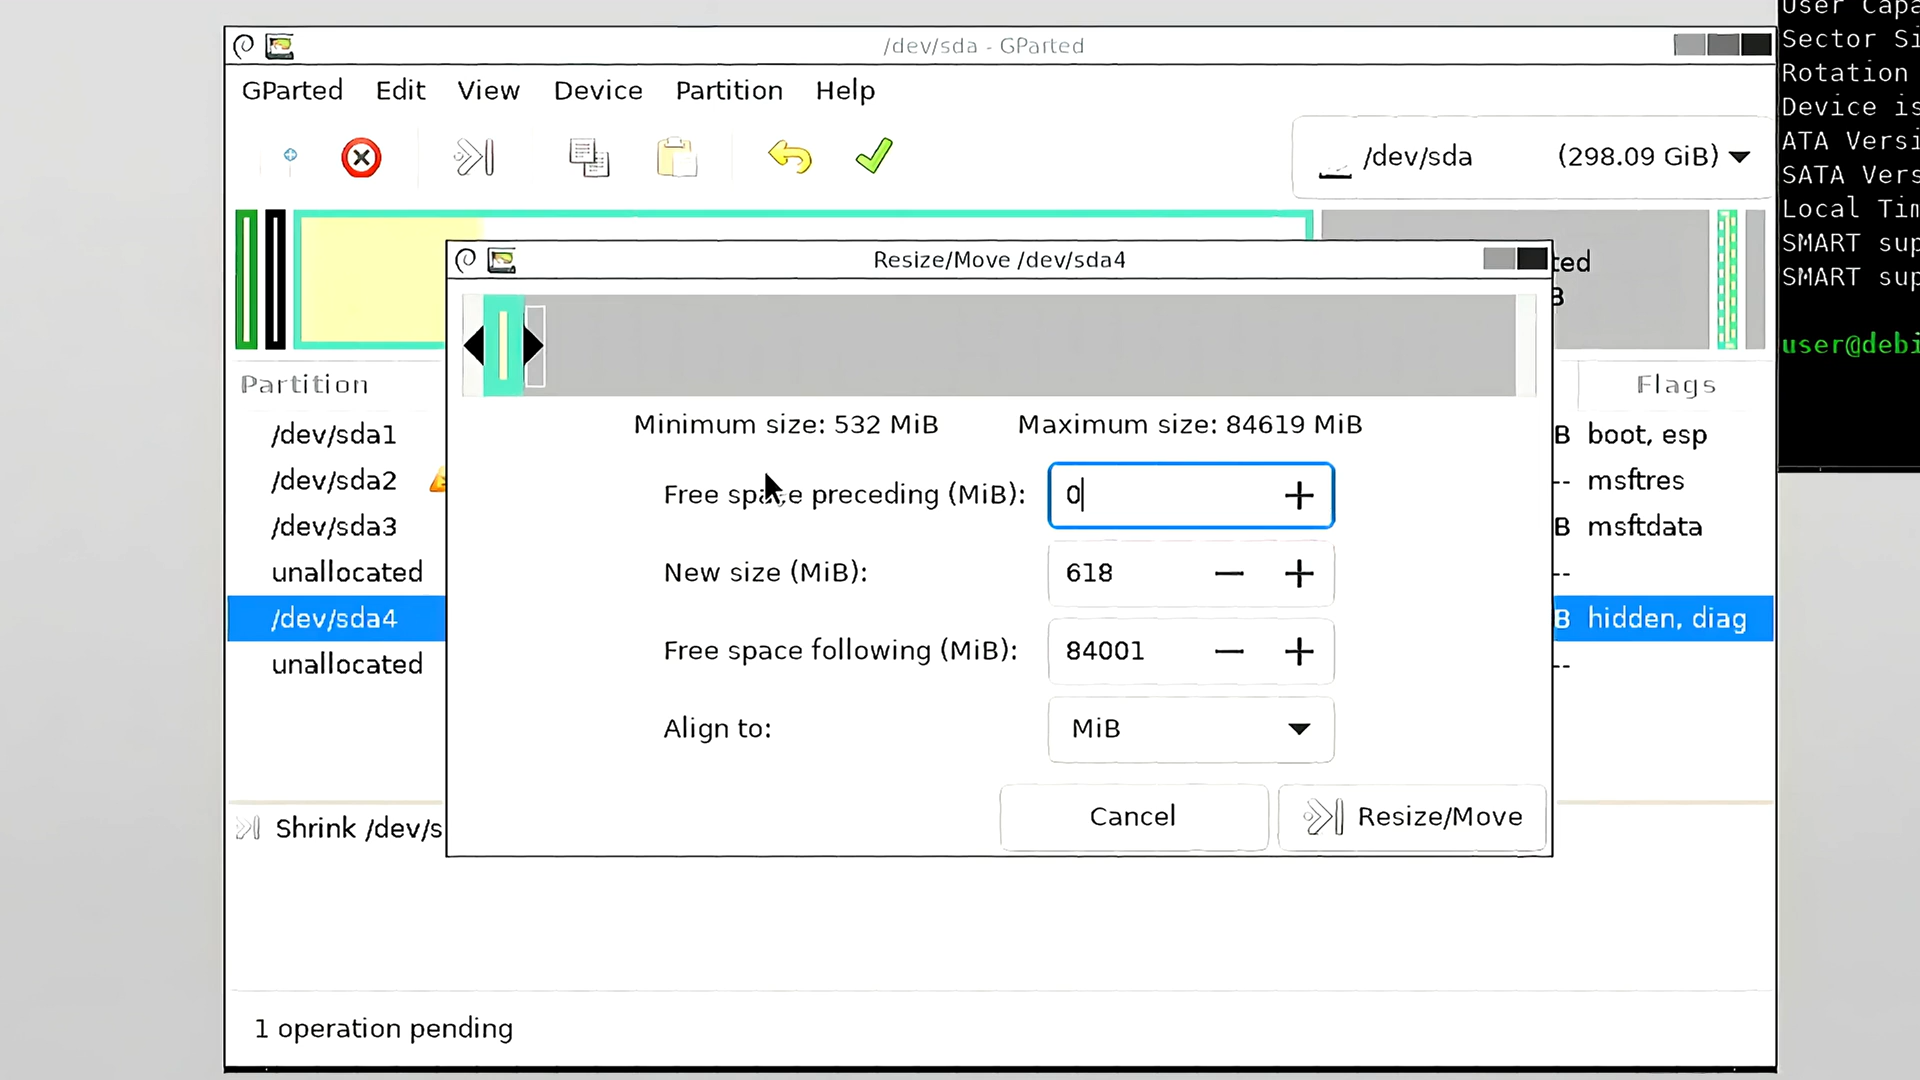 /dev/sda - GParted
GParted Edit View Device Partition Help
/dev/sda (298.09 GiB)
Resize/Move /dev/sda4
Minimum size: 532 MiB Maximum size: 84619 MiB
Free space preceding (MiB): 0
New size (MiB): 618
Free space following (MiB): 84001
Align to: MiB
Cancel Resize/Move
Partition Flags
/dev/sda1 B boot, esp
/dev/sda2 -- msftres
/dev/sda3 B msftdata
unallocated --
/dev/sda4 B hidden, diag
unallocated --
Shrink /dev/s
1 operation pending
User Capa
Sector Si
Rotation
Device is
ATA Versi
SATA Vers
Local Tim
SMART sup
SMART sup
user@debi